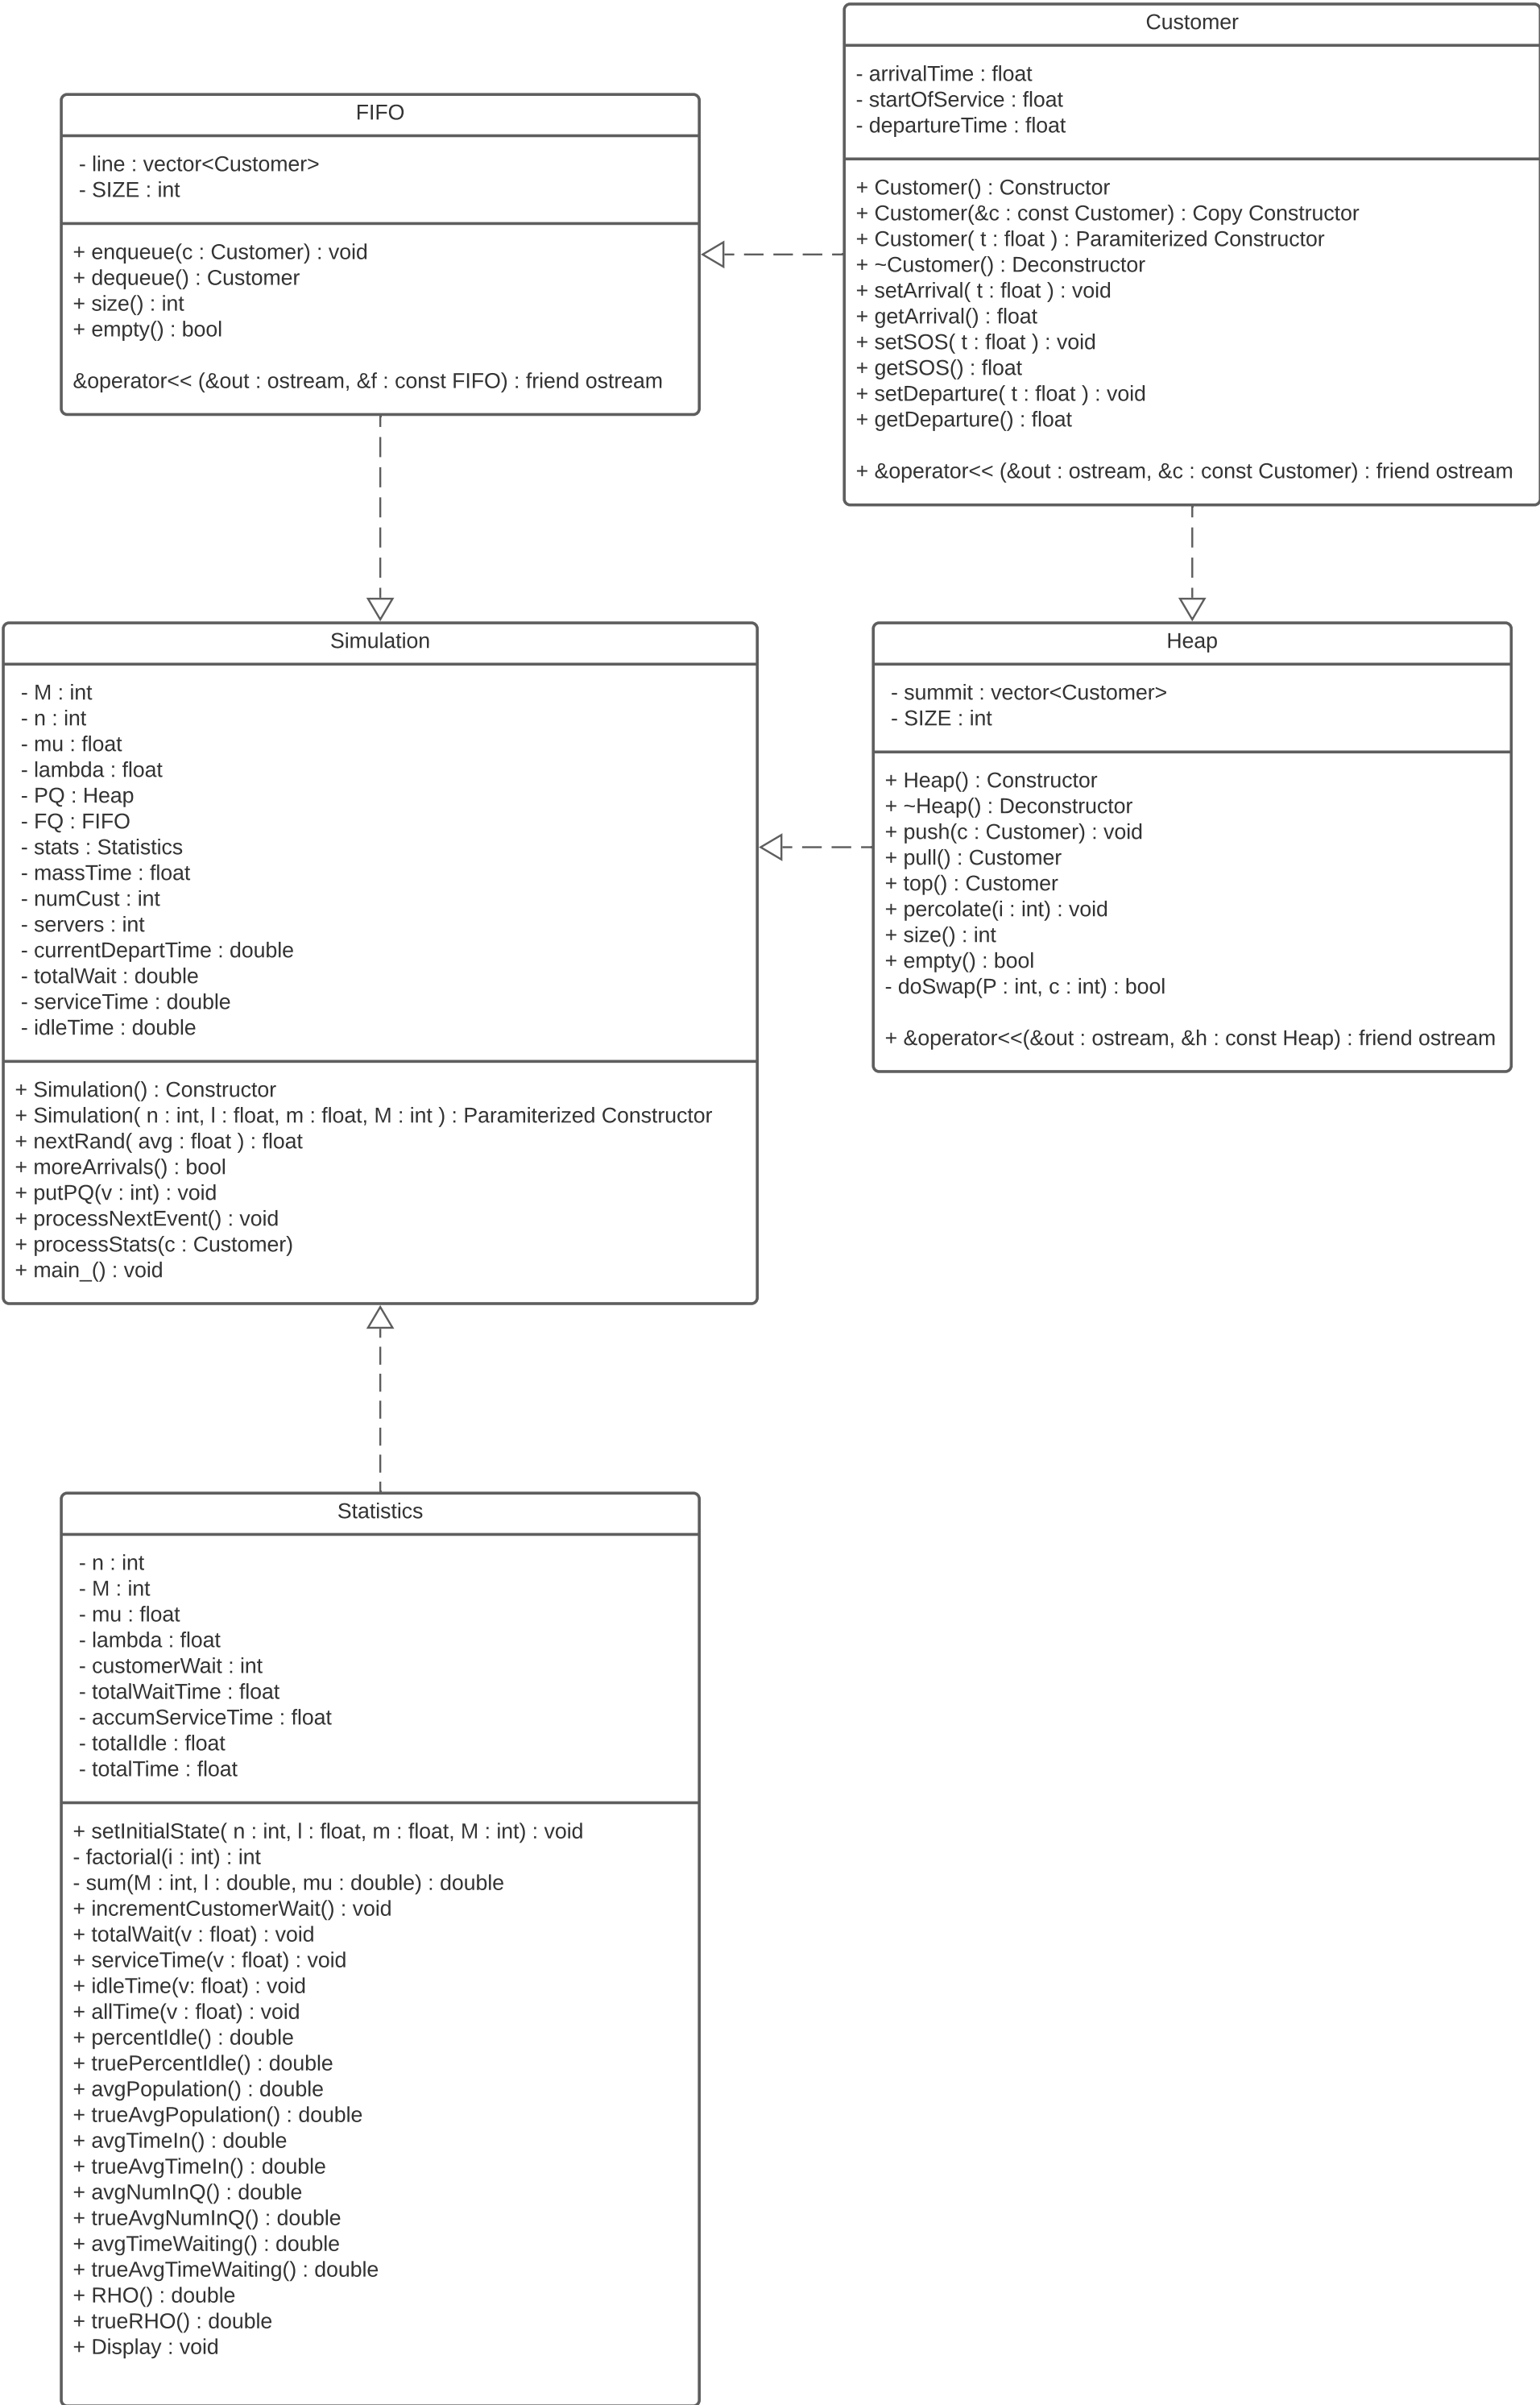 Customer
- arrivalTime : float
- startOfService : float
- departureTime : float
+ Customer() : Constructor
+ Customer(&c : const Customer) : Copy Constructor
+ Customer( t : float ) : Paramiterized Constructor
+ ~Customer() : Deconstructor
+ setArrival( t : float ) : void
+ getArrival() : float
+ setSOS( t : float ) : void
+ getSOS() : float
+ setDeparture( t : float ) : void
+ getDeparture() : float
+ &operator<< (&out : ostream, &c : const Customer) : friend ostream
FIFO
- line : vector<Customer>
- SIZE : int
+ enqueue(c : Customer) : void
+ dequeue() : Customer
+ size() : int
+ empty() : bool
&operator<< (&out : ostream, &f : const FIFO) : friend ostream
Simulation
- M : int
- n : int
- mu : float
- lambda : float
- PQ : Heap
- FQ : FIFO
- stats : Statistics
- massTime : float
- numCust : int
- servers : int
- currentDepartTime : double
- totalWait : double
- serviceTime : double
- idleTime : double
+ Simulation() : Constructor
+ Simulation( n : int, l : float, m : float, M : int ) : Paramiterized Constructor
+ nextRand( avg : float ) : float
+ moreArrivals() : bool
+ putPQ(v : int) : void
+ processNextEvent() : void
+ processStats(c : Customer)
+ main_() : void
Heap
- summit : vector<Customer>
- SIZE : int
+ Heap() : Constructor
+ ~Heap() : Deconstructor
+ push(c : Customer) : void
+ pull() : Customer
+ top() : Customer
+ percolate(i : int) : void
+ size() : int
+ empty() : bool
- doSwap(P : int, c : int) : bool
+ &operator<<(&out : ostream, &h : const Heap) : friend ostream
Statistics
- n : int
- M : int
- mu : float
- lambda : float
- customerWait : int
- totalWaitTime : float
- accumServiceTime : float
- totalIdle : float
- totalTime : float
+ setInitialState( n : int, l : float, m : float, M : int) : void
- factorial(i : int) : int
- sum(M : int, l : double, mu : double) : double
+ incrementCustomerWait() : void
+ totalWait(v : float) : void
+ serviceTime(v : float) : void
+ idleTime(v: float) : void
+ allTime(v : float) : void
+ percentIdle() : double
+ truePercentIdle() : double
+ avgPopulation() : double
+ trueAvgPopulation() : double
+ avgTimeIn() : double
+ trueAvgTimeIn() : double
+ avgNumInQ() : double
+ trueAvgNumInQ() : double
+ avgTimeWaiting() : double
+ trueAvgTimeWaiting() : double
+ RHO() : double
+ trueRHO() : double
+ Display : void